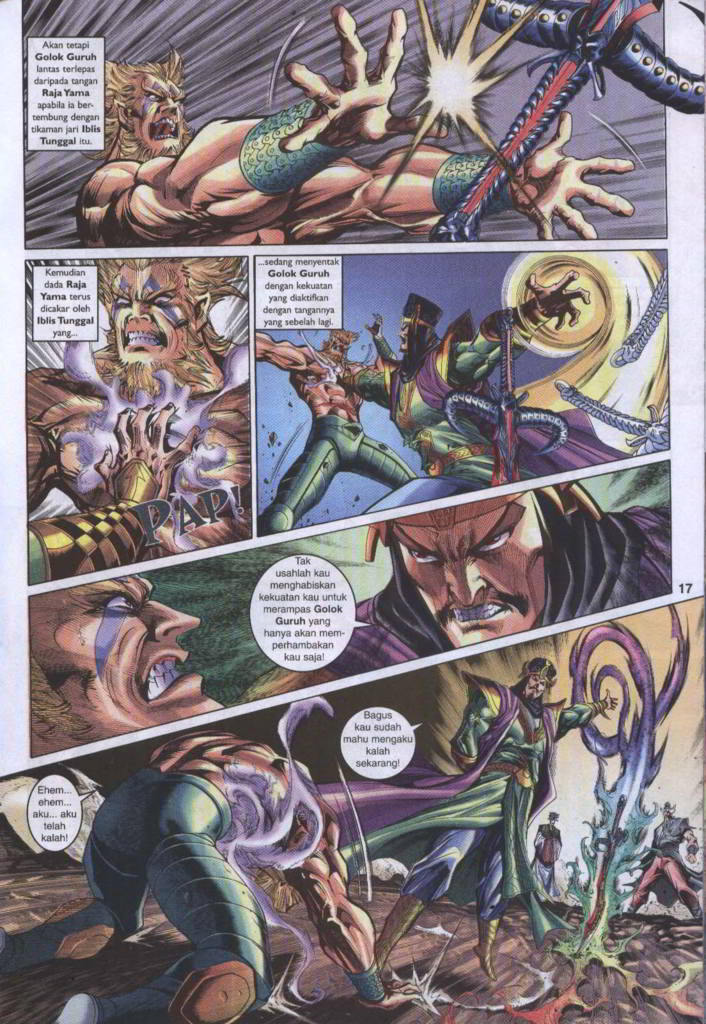 Akan tetapi
Golok Guruh
lantas terlepas
daripada tangan
Raja Yama
apabila ia ber-
tembung dengan
tikaman jari Iblis
Tunggal itu.
Kemudian
dada Raja
Yama terus
dicakar oleh
Iblis Tunggal
yang...
...sedang menyentak
Golok Guruh
dengan kekuatan
yang diaktifkan
dengan tangannya
yang sebelah lagi.
PAP!
Tak
usahlah kau
menghabiskan
kekuatan kau untuk
merampas Golok
Guruh yang
hanya akan mem-
perhambakan
kau saja!
17
Bagus
kau sudah
mahu mengaku
kalah
sekarang!
Ehem...
ehem...
aku... aku
telah
kalah!